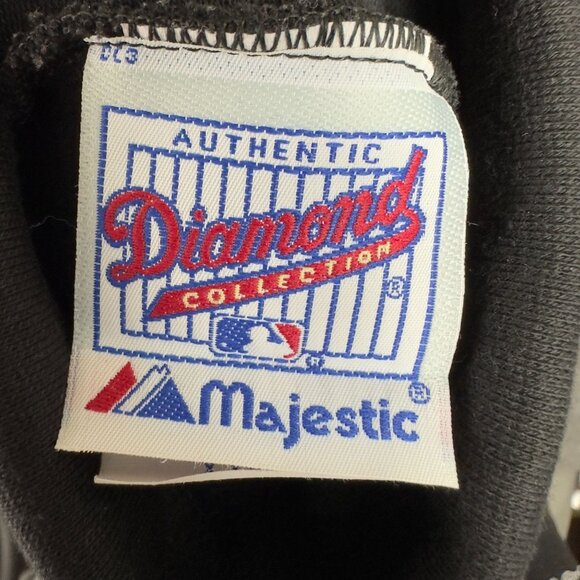 AUTHENTIC
Diamond
COLLECTION
®
®
Majestic®